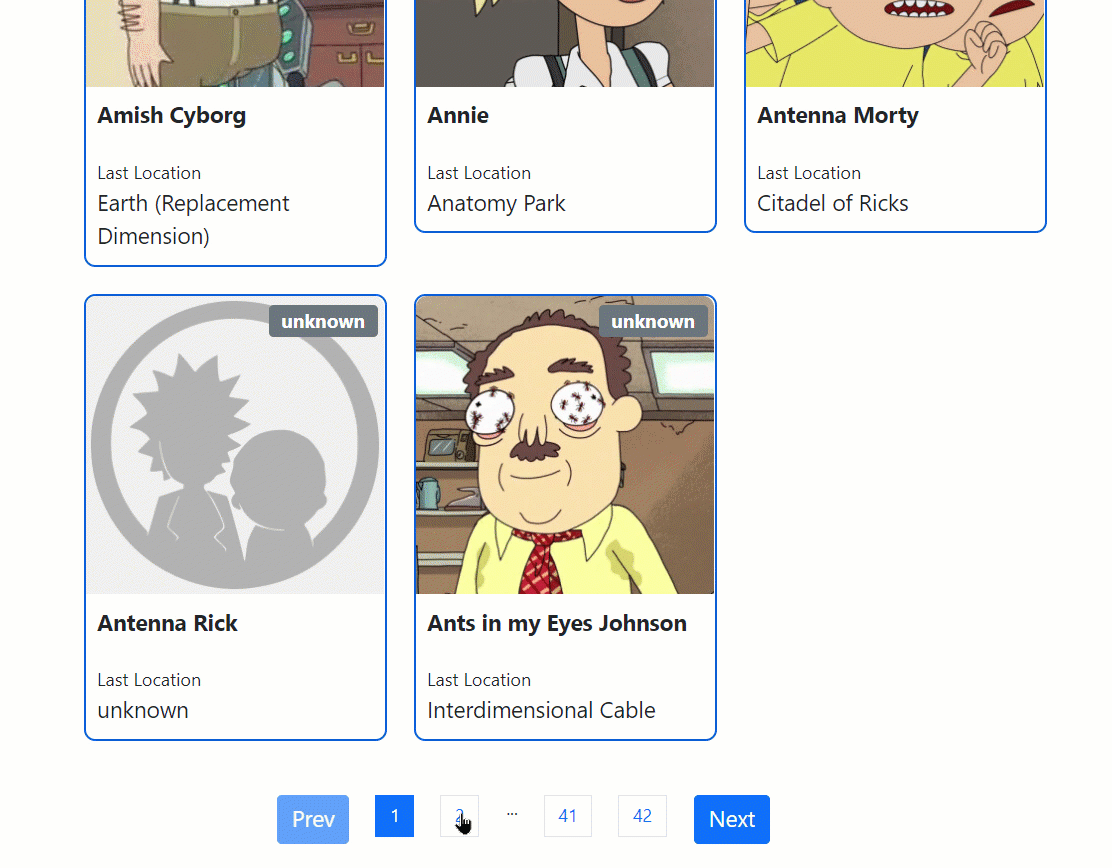 Amish Cyborg
Last Location
Earth (Replacement
Dimension)
Annie
Last Location
Anatomy Park
Antenna Morty
Last Location
Citadel of Ricks
unknown
Antenna Rick
Last Location
unknown
unknown
Ants in my Eyes Johnson
Last Location
Interdimensional Cable
Prev 1 2 ... 41 42 Next